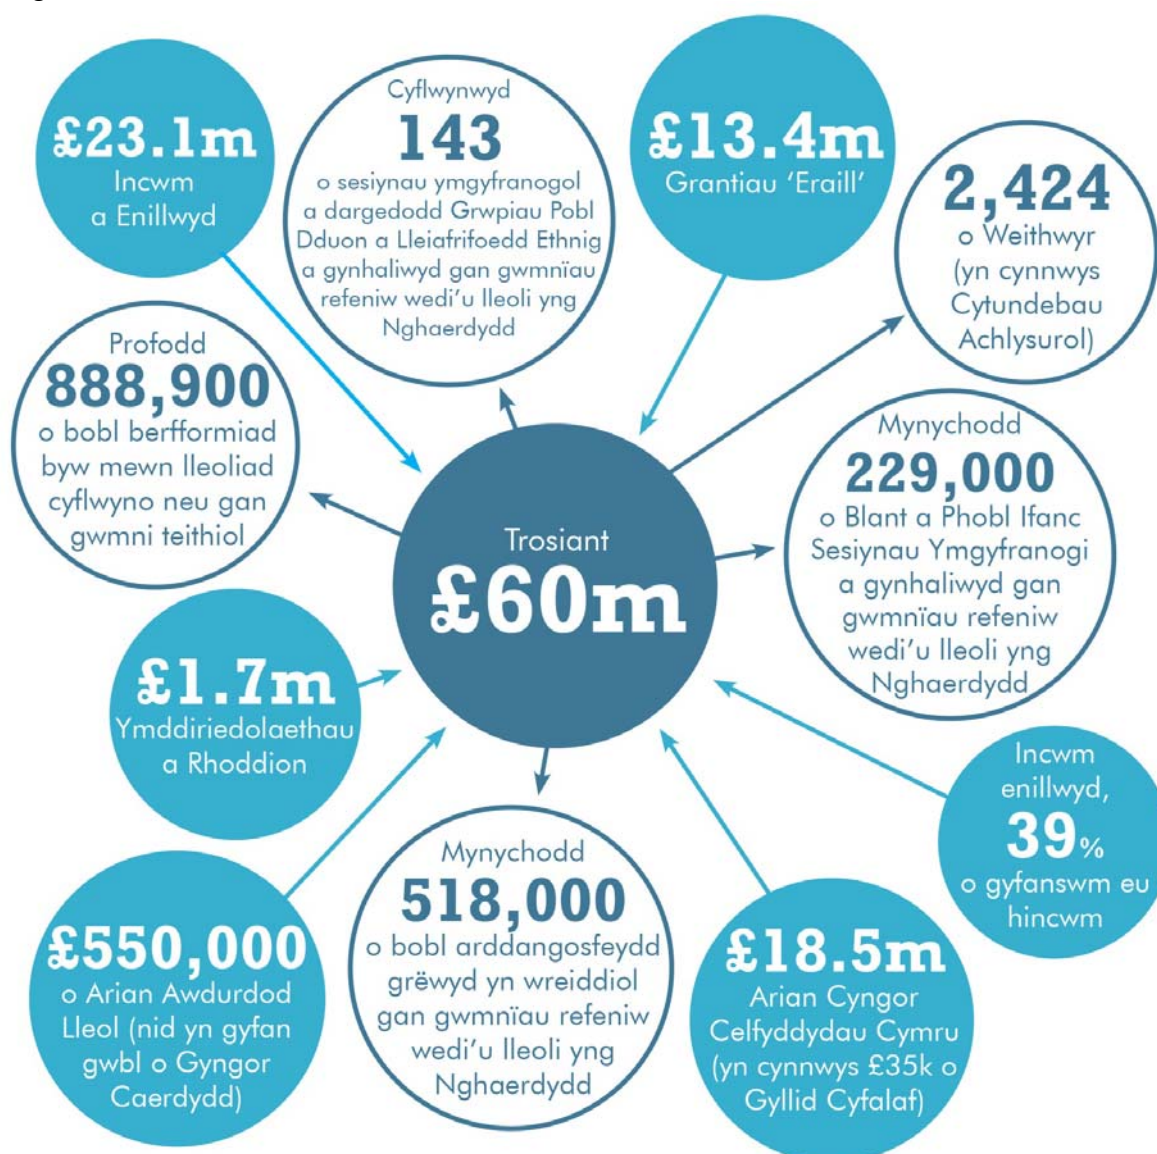 £23.1m
Incwm
a Enillwyd
Cyflwynwyd
143
o sesiynau ymgyfranogol
a dargedodd Grwpiau Pobl
Dduon a Lleiafrifoedd Ethnig
a gynhaliwyd gan gwmnïau
refeniw wedi’u lleoli yng
Nghaerdydd
£13.4m
Grantiau ‘Eraill’
2,424
o Weithwyr
(yn cynnwys
Cytundebau
Achlysurol)
Profodd
888,900
o bobl berfformiad
byw mewn lleoliad
cyflwyno neu gan
gwmni teithiol
Trosiant
£60m
Mynychodd
229,000
o Blant a Phobl Ifanc
Sesiynau Ymgyfranogi
a gynhaliwyd gan
gwmnïau refeniw
wedi’u lleoli yng
Nghaerdydd
£1.7m
Ymddiriedolaethau
a Rhoddion
Incwm
enillwyd,
39%
o gyfanswm eu
hincwm
£550,000
o Arian Awdurdod
Lleol (nid yn gyfan
gwbl o Gyngor
Caerdydd)
Mynychodd
518,000
o bobl arddangosfeydd
grëwyd yn wreiddiol
gan gwmnïau refeniw
wedi’u lleoli yng
Nghaerdydd
£18.5m
Arian Cyngor
Celfyddydau Cymru
(yn cynnwys £35k o
Gyllid Cyfalaf)